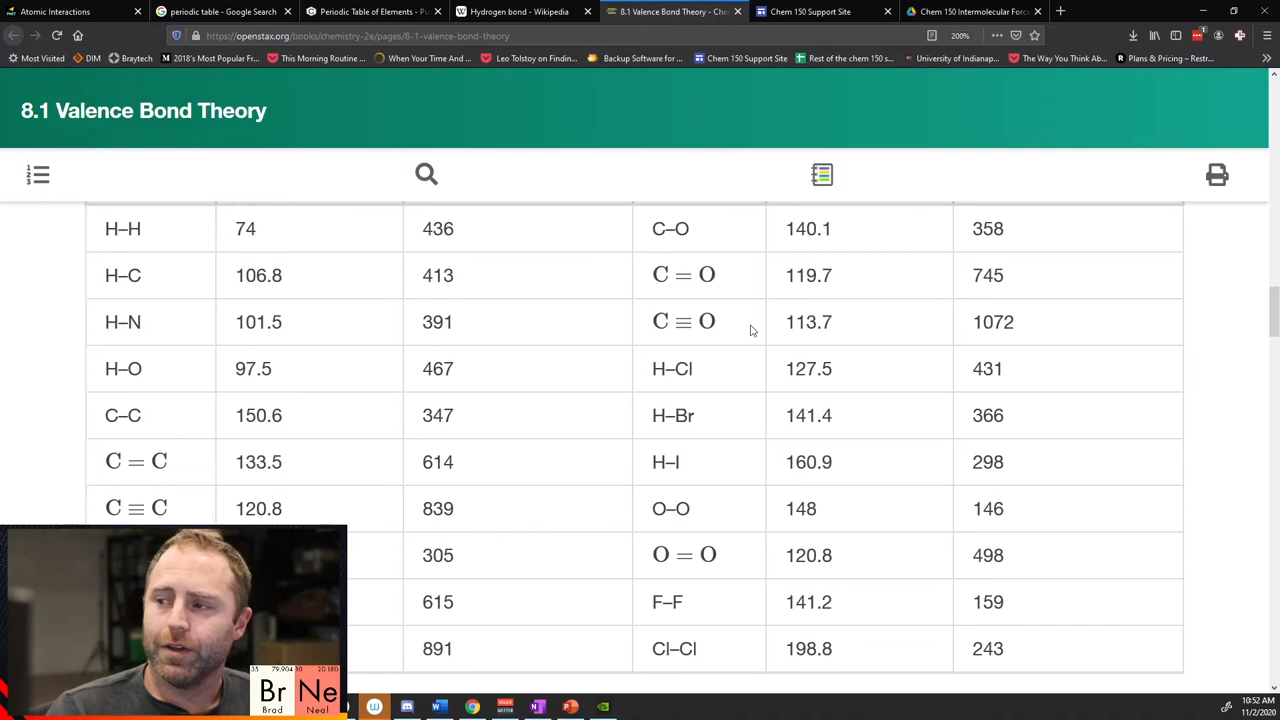 Atomic Interactions
periodic table - Google Search
Periodic Table of Elements - Pu
Hydrogen bond - Wikipedia
8.1 Valence Bond Theory - Che
Chem 150 Support Site
Chem 150 Intermolecular Force
https://openstax.org/books/chemistry-2e/pages/8-1-valence-bond-theory
200%
Most Visited
DIM
Braytech
2018's Most Popular Fr...
This Morning Routine ...
When Your Time And ...
Leo Tolstoy on Findin...
Backup Software for ...
Chem 150 Support Site
Rest of the chem 150 s...
University of Indianap...
The Way You Think Ab...
Plans & Pricing – Restr...
8.1 Valence Bond Theory
H–H 74 436 C–O 140.1 358
H–C 106.8 413 C = O 119.7 745
H–N 101.5 391 C ≡ O 113.7 1072
H–O 97.5 467 H–Cl 127.5 431
C–C 150.6 347 H–Br 141.4 366
C = C 133.5 614 H–I 160.9 298
C ≡ C 120.8 839 O–O 148 146
305 O = O 120.8 498
615 F–F 141.2 159
891 Cl–Cl 198.8 243
35 79.904 10 20.180
Br Ne
Brad Neal
10:52 AM
11/2/2020